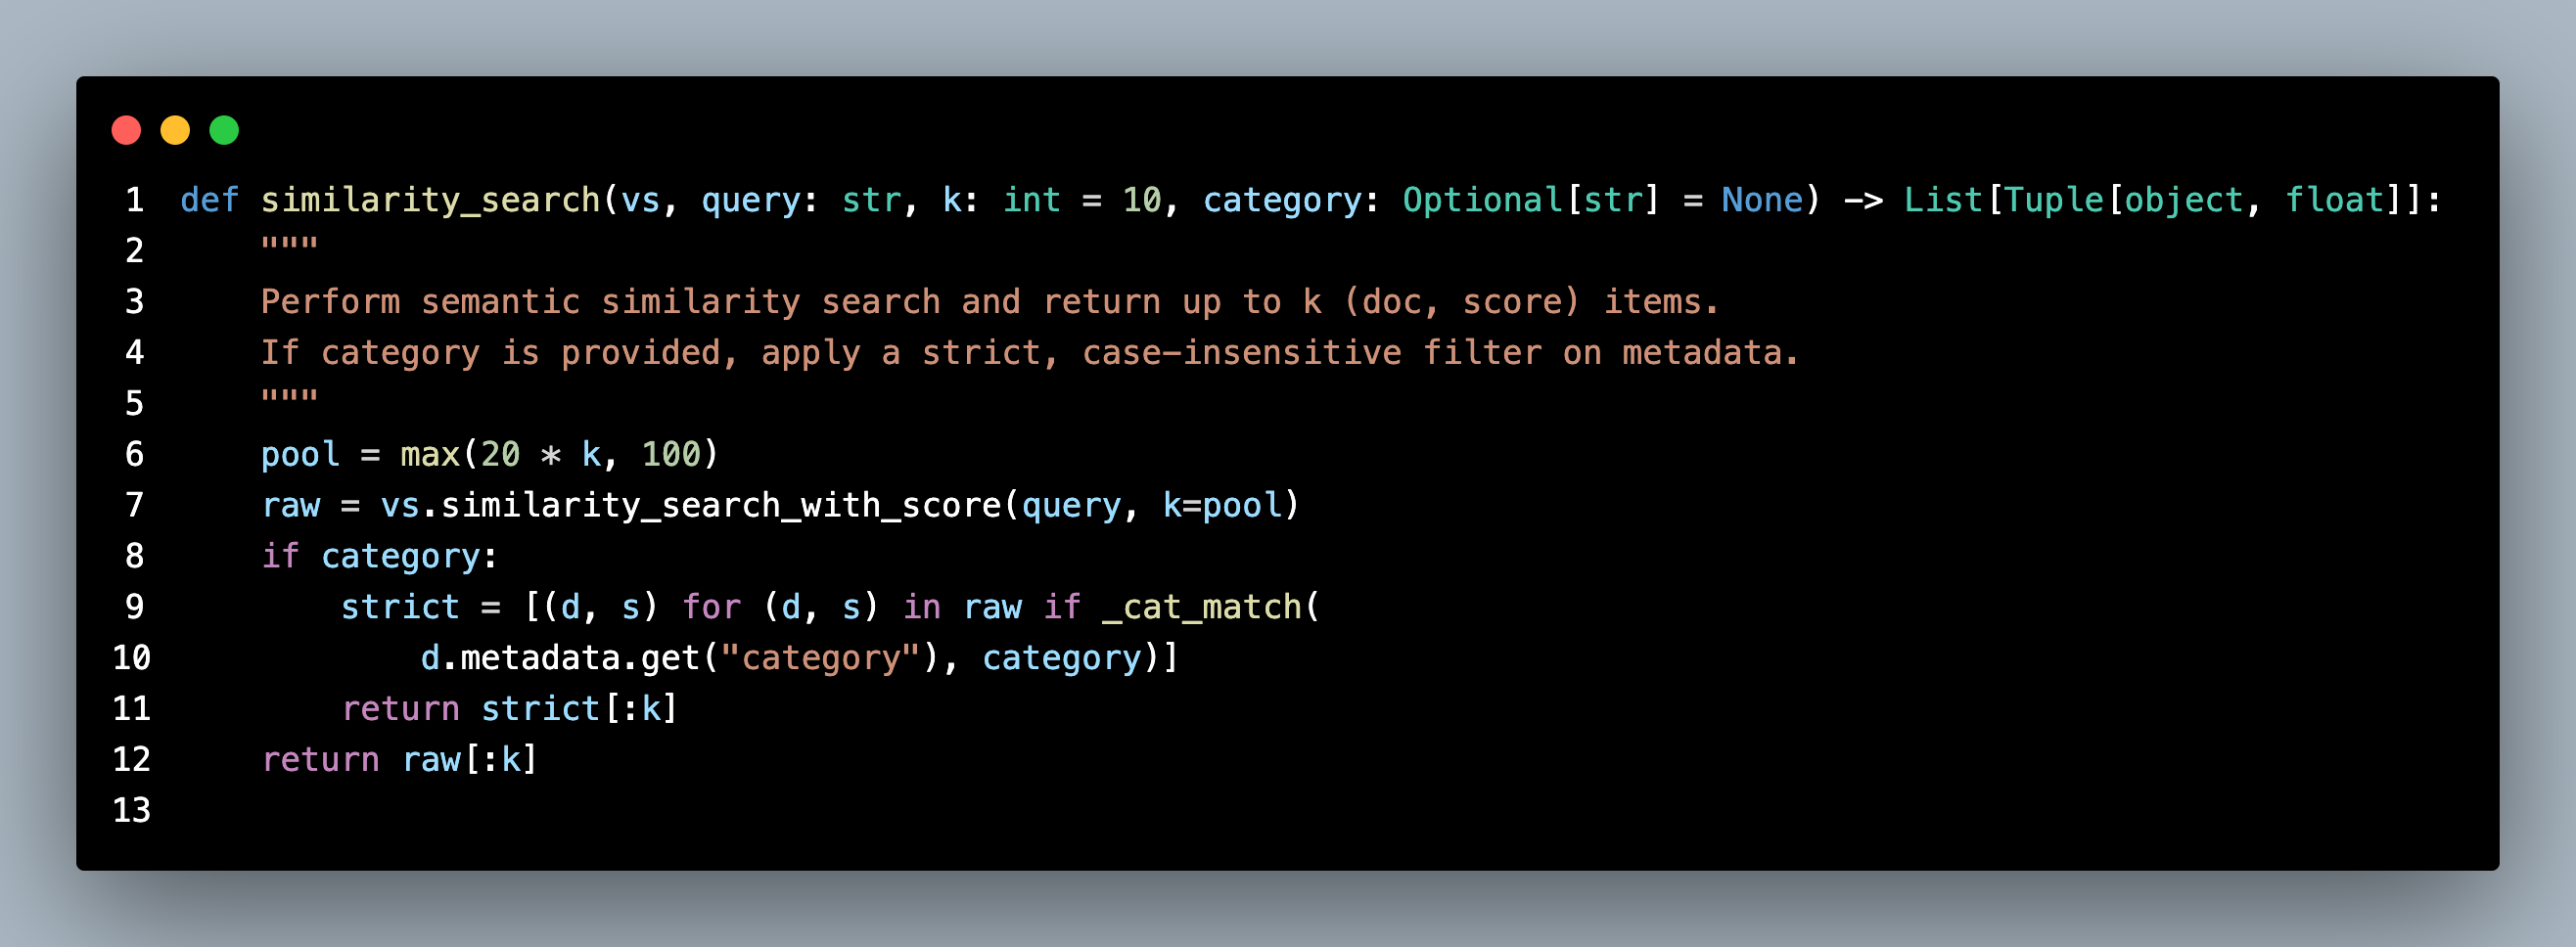 1 def similarity_search(vs, query: str, k: int = 10, category: Optional[str] = None) -> List[Tuple[object, float]]:
2     """
3     Perform semantic similarity search and return up to k (doc, score) items.
4     If category is provided, apply a strict, case-insensitive filter on metadata.
5     """
6     pool = max(20 * k, 100)
7     raw = vs.similarity_search_with_score(query, k=pool)
8     if category:
9         strict = [(d, s) for (d, s) in raw if _cat_match(
10             d.metadata.get("category"), category)]
11         return strict[:k]
12     return raw[:k]
13